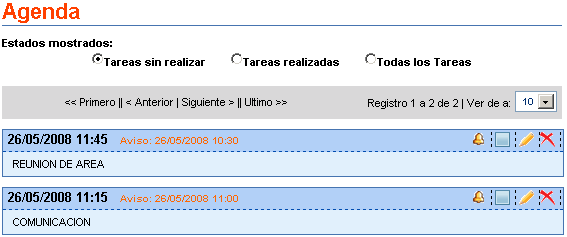 Agenda
Estados mostrados:
Tareas sin realizar Tareas realizadas Todas los Tareas
<< Primero || < Anterior | Siguiente > || Ultimo >> Registro 1 a 2 de 2 | Ver de a: 10
26/05/2008 11:45 Aviso: 26/05/2008 10:30
REUNION DE AREA
26/05/2008 11:15 Aviso: 26/05/2008 11:00
COMUNICACION